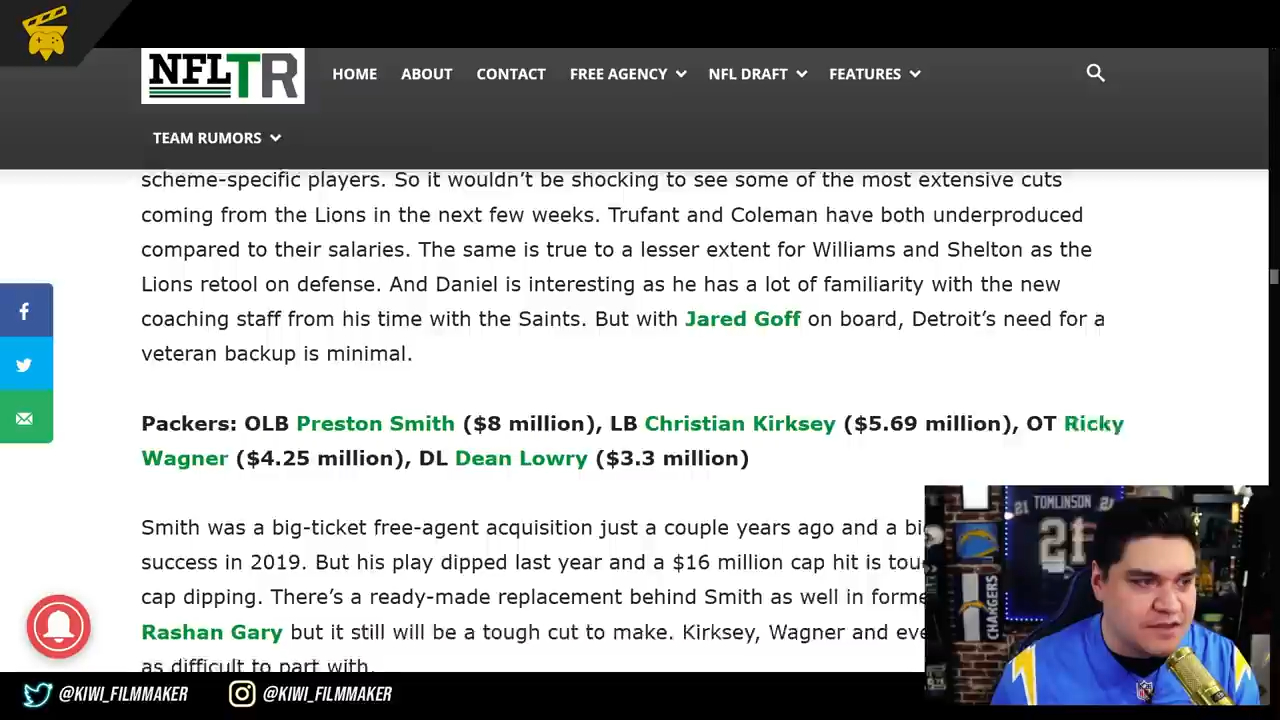 NFLTR HOME ABOUT CONTACT FREE AGENCY NFL DRAFT FEATURES
TEAM RUMORS
scheme-specific players. So it wouldn't be shocking to see some of the most extensive cuts
coming from the Lions in the next few weeks. Trufant and Coleman have both underproduced
compared to their salaries. The same is true to a lesser extent for Williams and Shelton as the
Lions retool on defense. And Daniel is interesting as he has a lot of familiarity with the new
coaching staff from his time with the Saints. But with Jared Goff on board, Detroit's need for a
veteran backup is minimal.
Packers: OLB Preston Smith ($8 million), LB Christian Kirksey ($5.69 million), OT Ricky
Wagner ($4.25 million), DL Dean Lowry ($3.3 million)
Smith was a big-ticket free-agent acquisition just a couple years ago and a
success in 2019. But his play dipped last year and a $16 million cap hit is
cap dipping. There's a ready-made replacement behind Smith as well in
Rashan Gary but it still will be a tough cut to make. Kirksey, Wagner and
as difficult to part with.
21 TOMLINSON 21
21
CHARGERS
@KIWI_FILMMAKER @KIWI_FILMMAKER